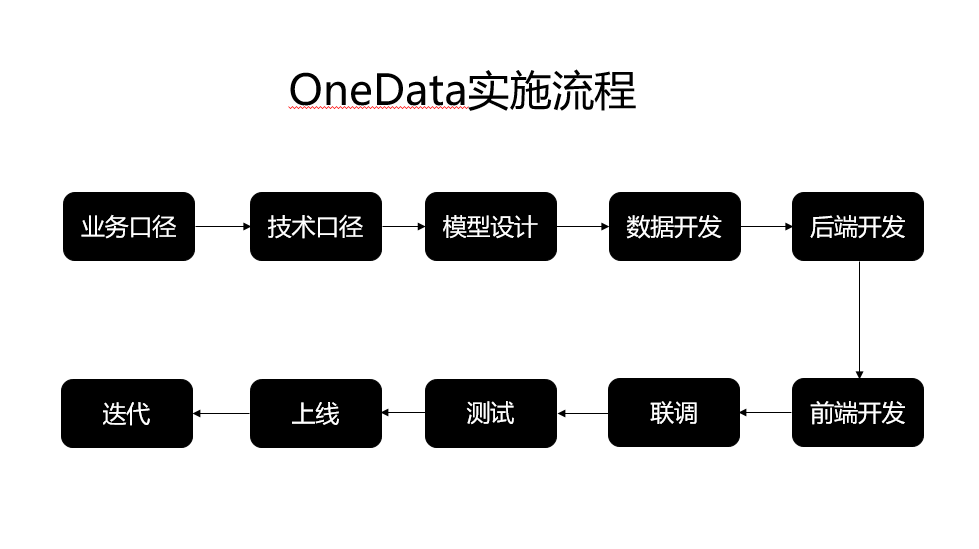 OneData实施流程
业务口径
技术口径
模型设计
数据开发
后端开发
前端开发
联调
测试
上线
迭代